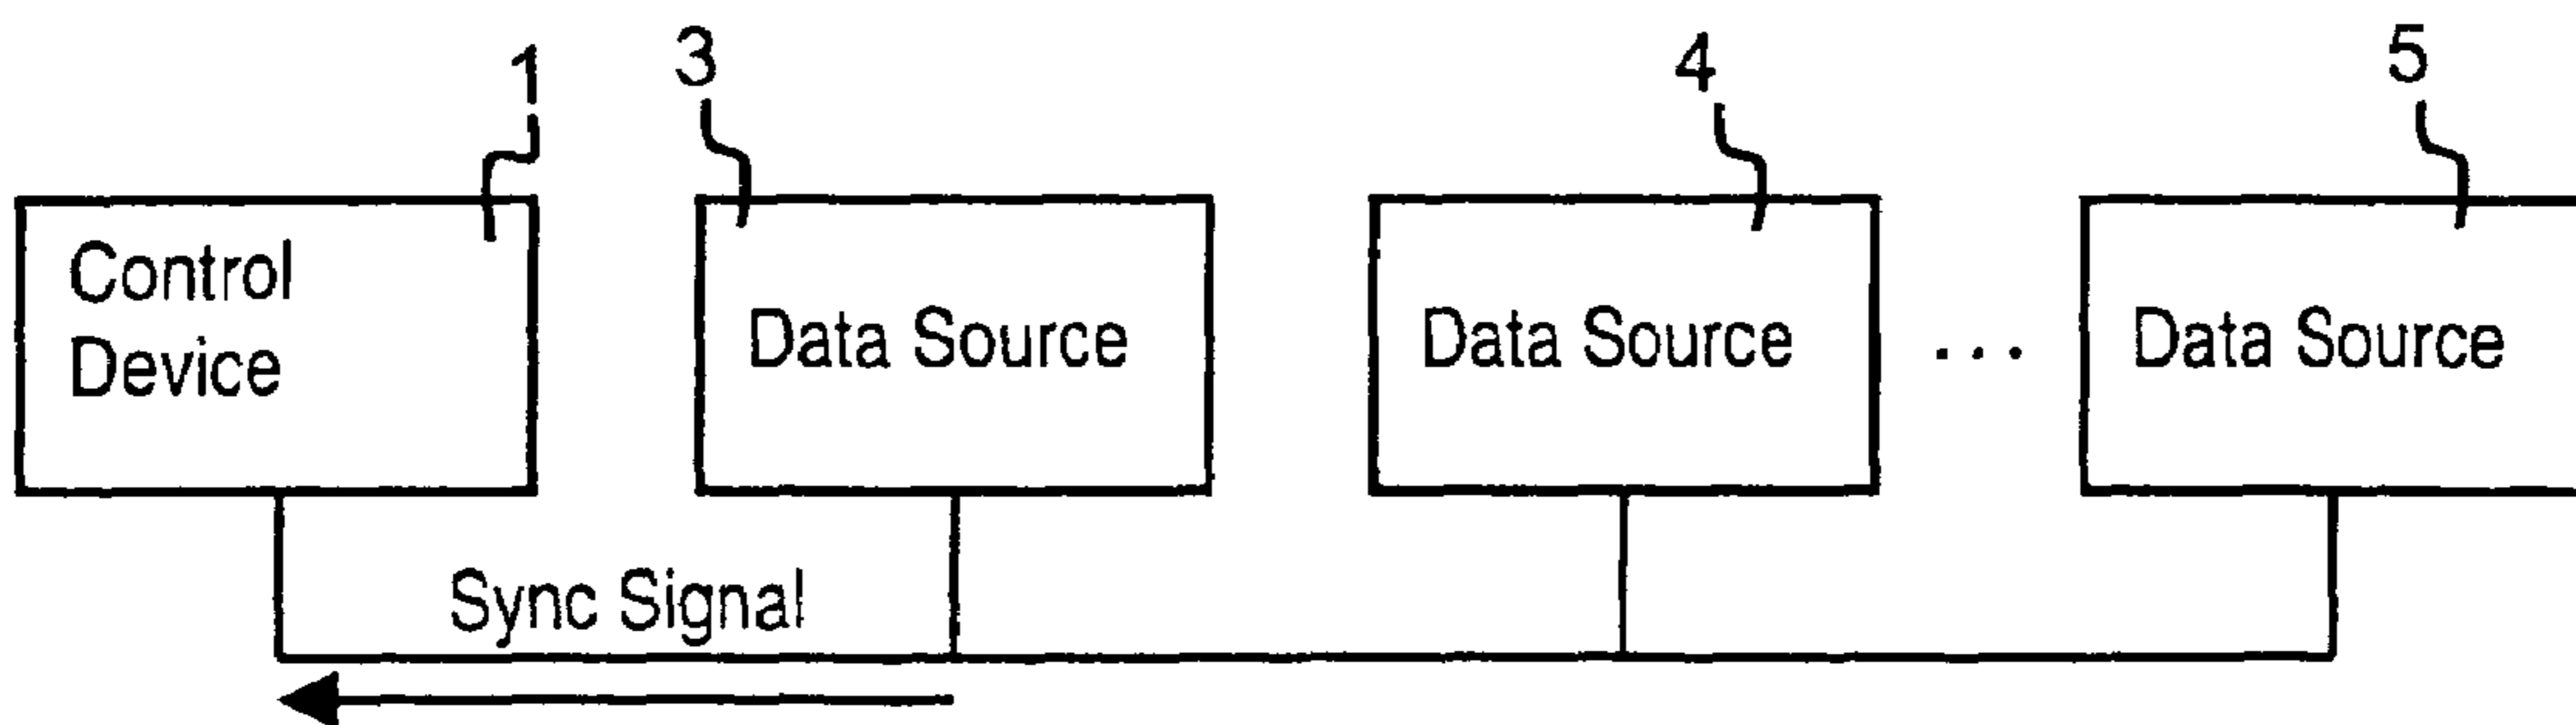 1 3 4 5
Control
Device
Data Source
Data Source
...
Data Source
Sync Signal